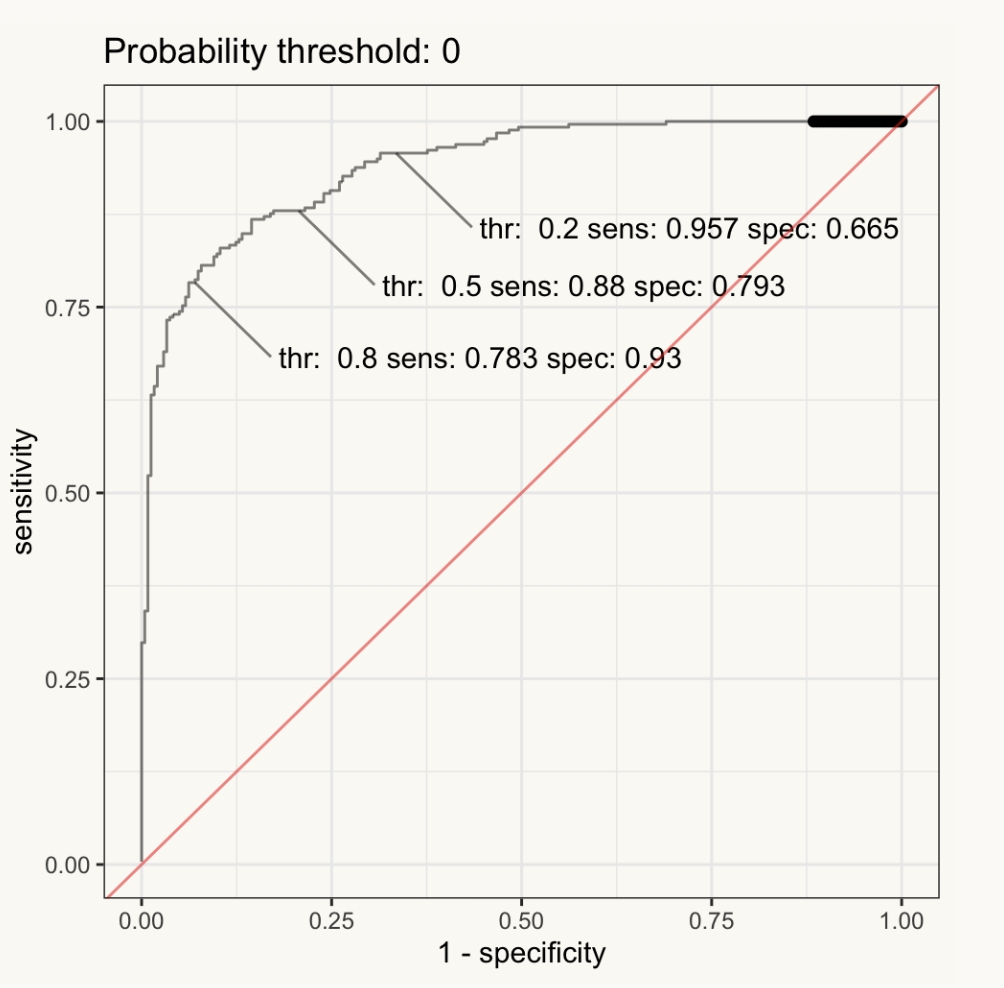 Probability threshold: 0
1.00
0.75
0.50
0.25
0.00
sensitivity
thr:  0.2 sens: 0.957 spec: 0.665
thr:  0.5 sens: 0.88 spec: 0.793
thr:  0.8 sens: 0.783 spec: 0.93
0.00 0.25 0.50 0.75 1.00
1 - specificity